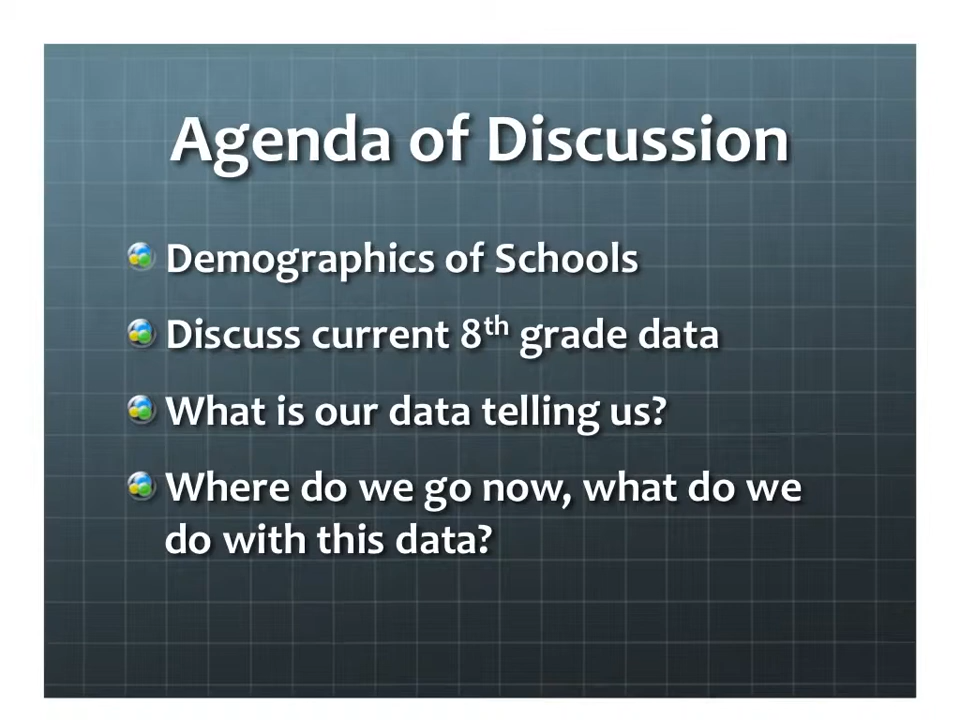 Agenda of Discussion
Demographics of Schools
Discuss current 8th grade data
What is our data telling us?
Where do we go now, what do we
do with this data?